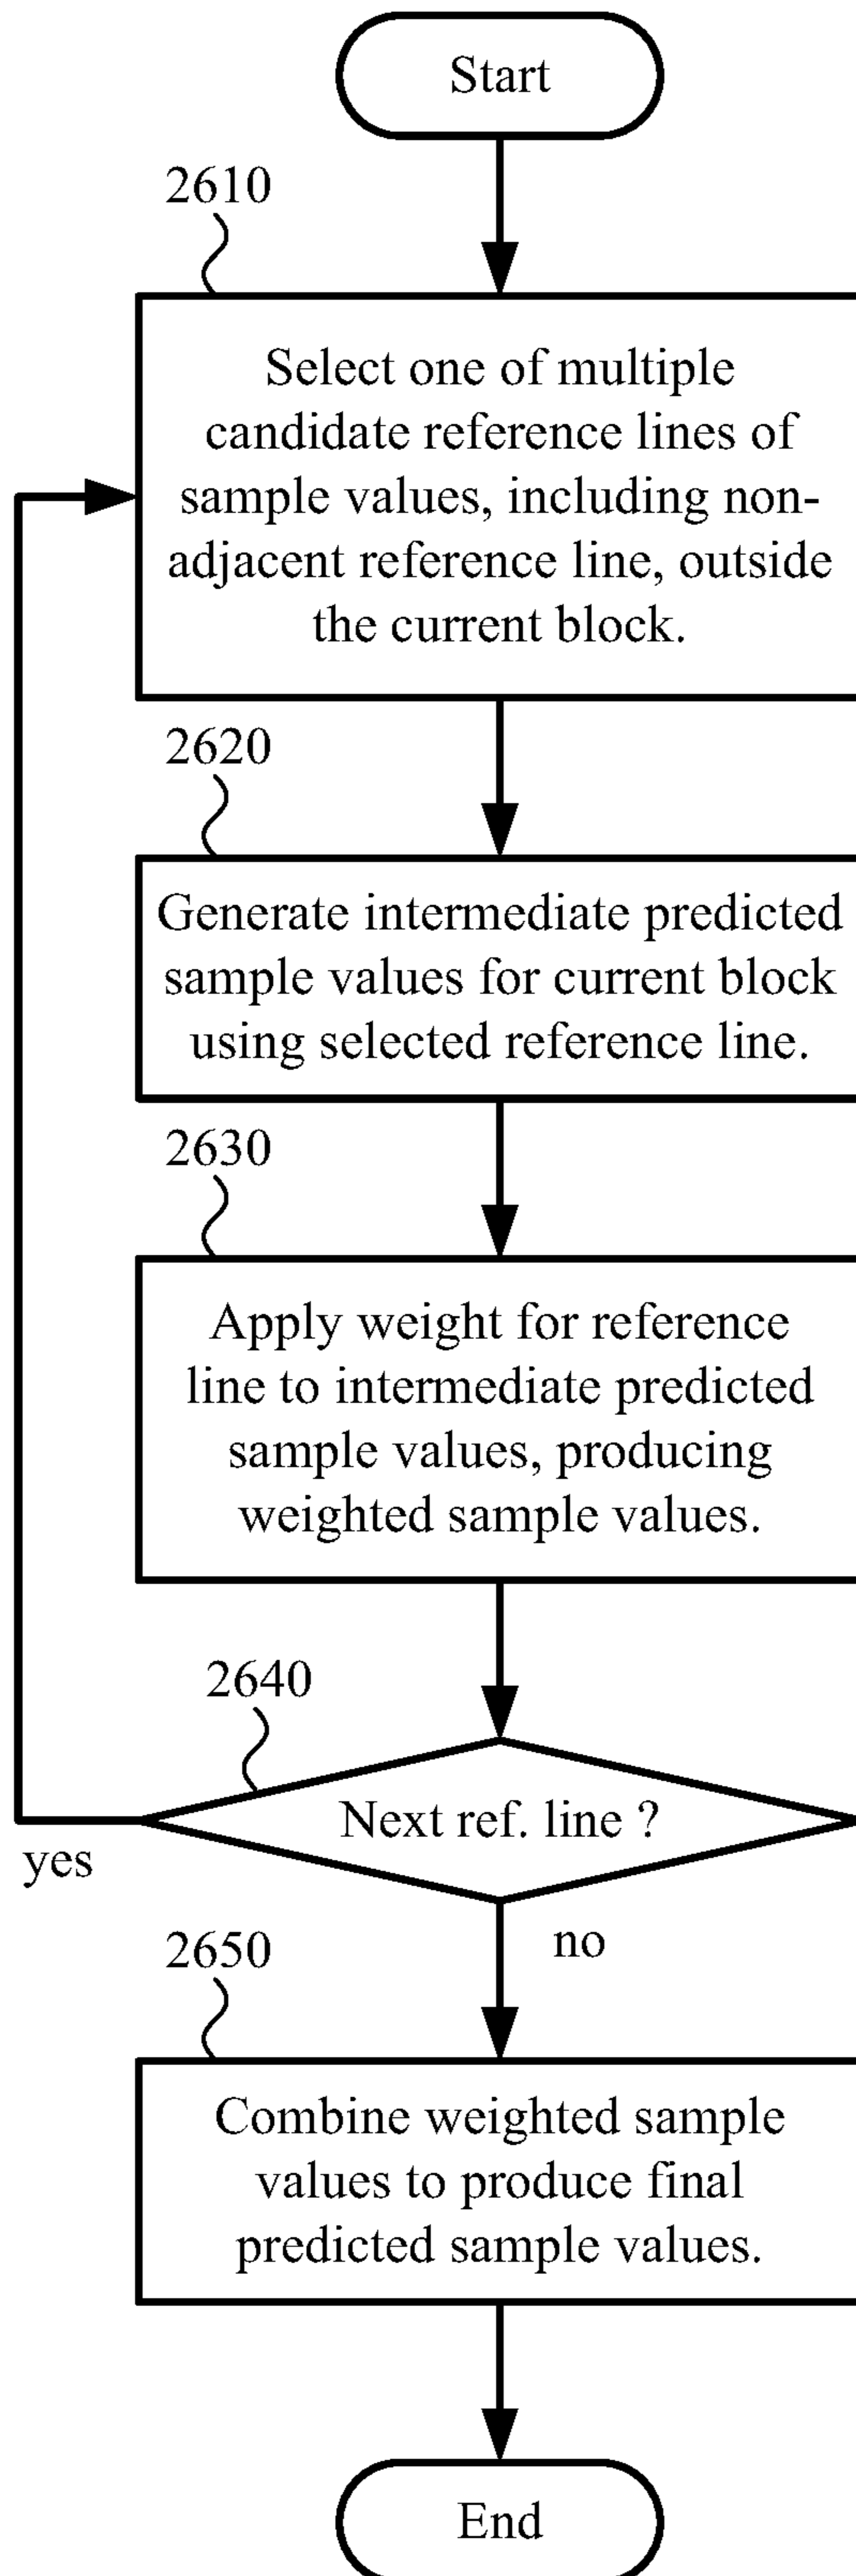 Start
2610
Select one of multiple
candidate reference lines of
sample values, including non-
adjacent reference line, outside
the current block.
2620
Generate intermediate predicted
sample values for current block
using selected reference line.
2630
Apply weight for reference
line to intermediate predicted
sample values, producing
weighted sample values.
2640
Next ref. line ?
yes
no
2650
Combine weighted sample
values to produce final
predicted sample values.
End